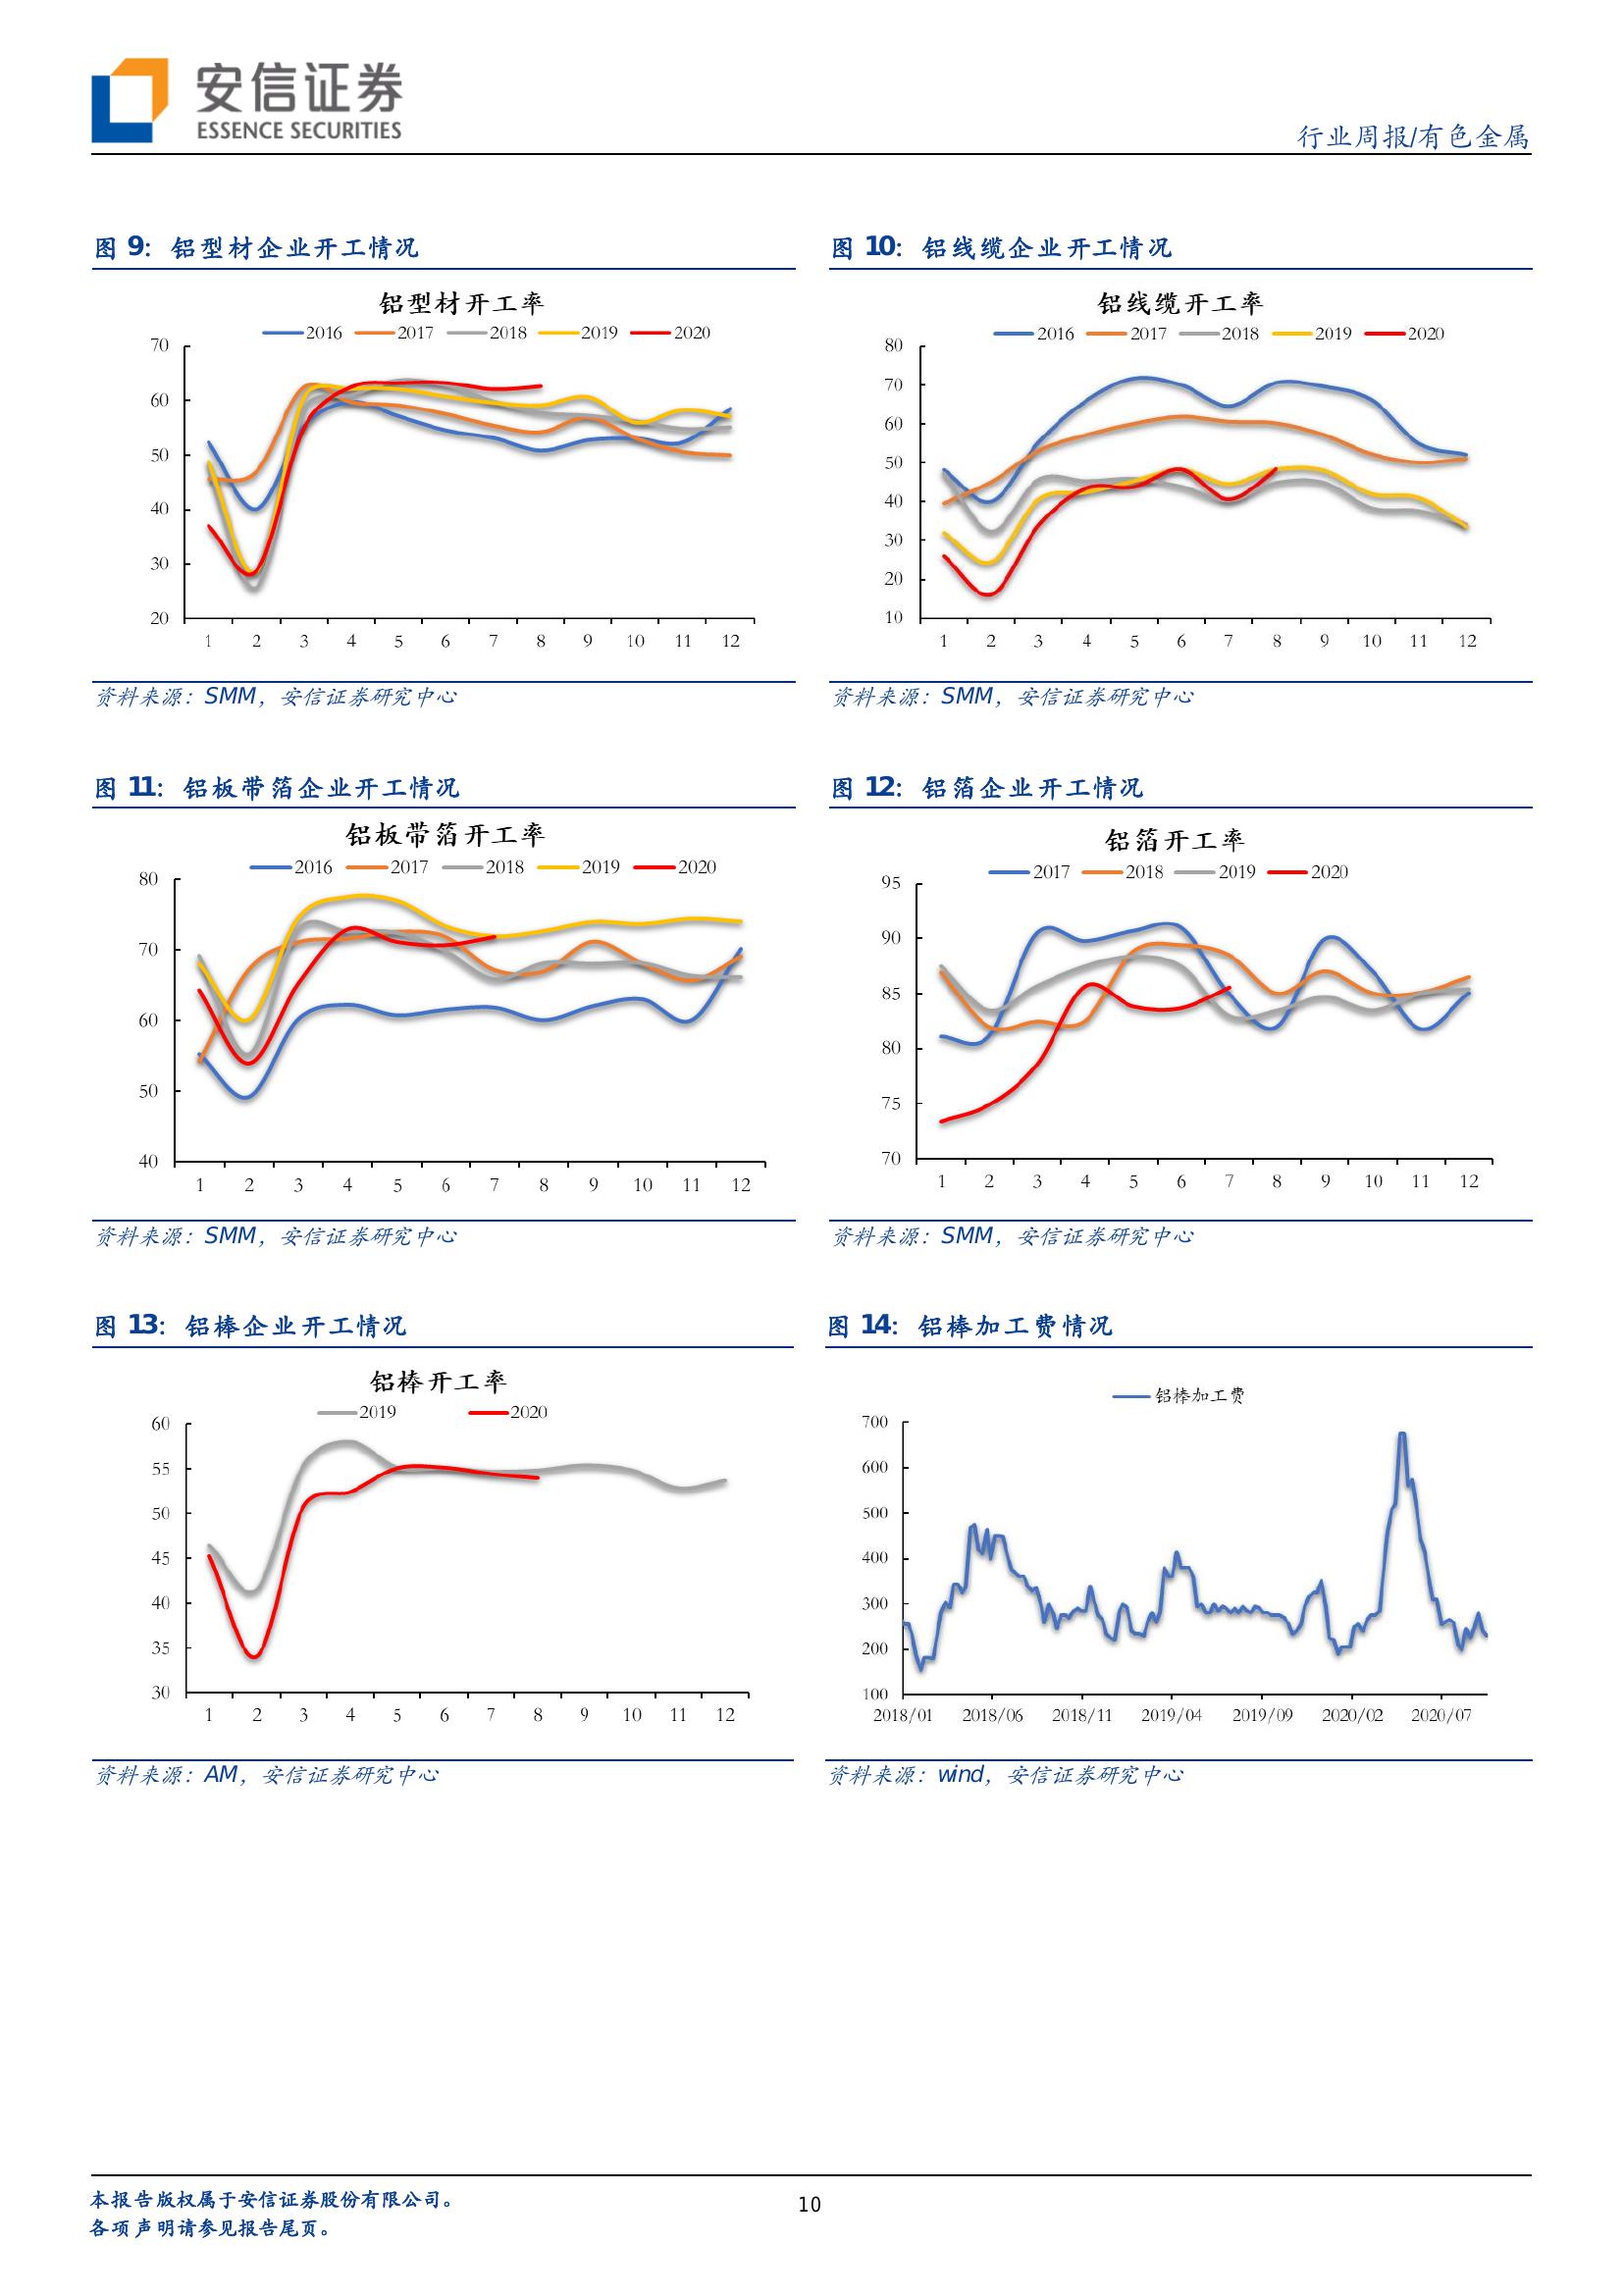 安信证券
ESSENCE SECURITIES
行业周报/有色金属
图 9：铝型材企业开工情况
铝型材开工率
2016 2017 2018 2019 2020
70
60
50
40
30
20
1 2 3 4 5 6 7 8 9 10 11 12
资料来源：SMM，安信证券研究中心
图 10：铝线缆企业开工情况
铝线缆开工率
2016 2017 2018 2019 2020
80
70
60
50
40
30
20
10
1 2 3 4 5 6 7 8 9 10 11 12
资料来源：SMM，安信证券研究中心
图 11：铝板带箔企业开工情况
铝板带箔开工率
2016 2017 2018 2019 2020
80
70
60
50
40
1 2 3 4 5 6 7 8 9 10 11 12
资料来源：SMM，安信证券研究中心
图 12：铝箔企业开工情况
铝箔开工率
2017 2018 2019 2020
95
90
85
80
75
70
1 2 3 4 5 6 7 8 9 10 11 12
资料来源：SMM，安信证券研究中心
图 13：铝棒企业开工情况
铝棒开工率
2019 2020
60
55
50
45
40
35
30
1 2 3 4 5 6 7 8 9 10 11 12
资料来源：AM，安信证券研究中心
图 14：铝棒加工费情况
铝棒加工费
700
600
500
400
300
200
100
2018/01 2018/06 2018/11 2019/04 2019/09 2020/02 2020/07
资料来源：wind，安信证券研究中心
本报告版权属于安信证券股份有限公司。
各项声明请参见报告尾页。
10